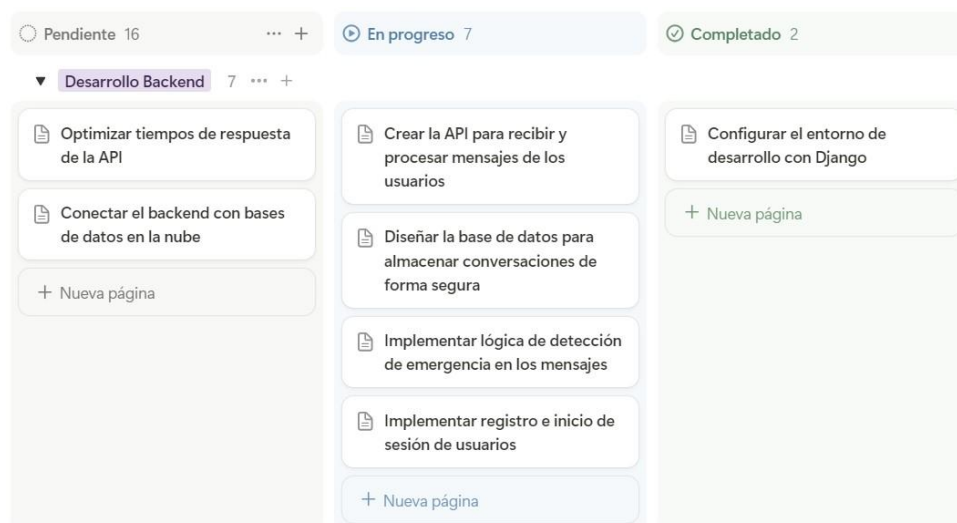 Pendiente 16 ··· +
En progreso 7
Completado 2
▼ Desarrollo Backend 7 ··· +
Optimizar tiempos de respuesta
de la API
Conectar el backend con bases
de datos en la nube
+ Nueva página
Crear la API para recibir y
procesar mensajes de los
usuarios
Diseñar la base de datos para
almacenar conversaciones de
forma segura
Implementar lógica de detección
de emergencia en los mensajes
Implementar registro e inicio de
sesión de usuarios
+ Nueva página
Configurar el entorno de
desarrollo con Django
+ Nueva página